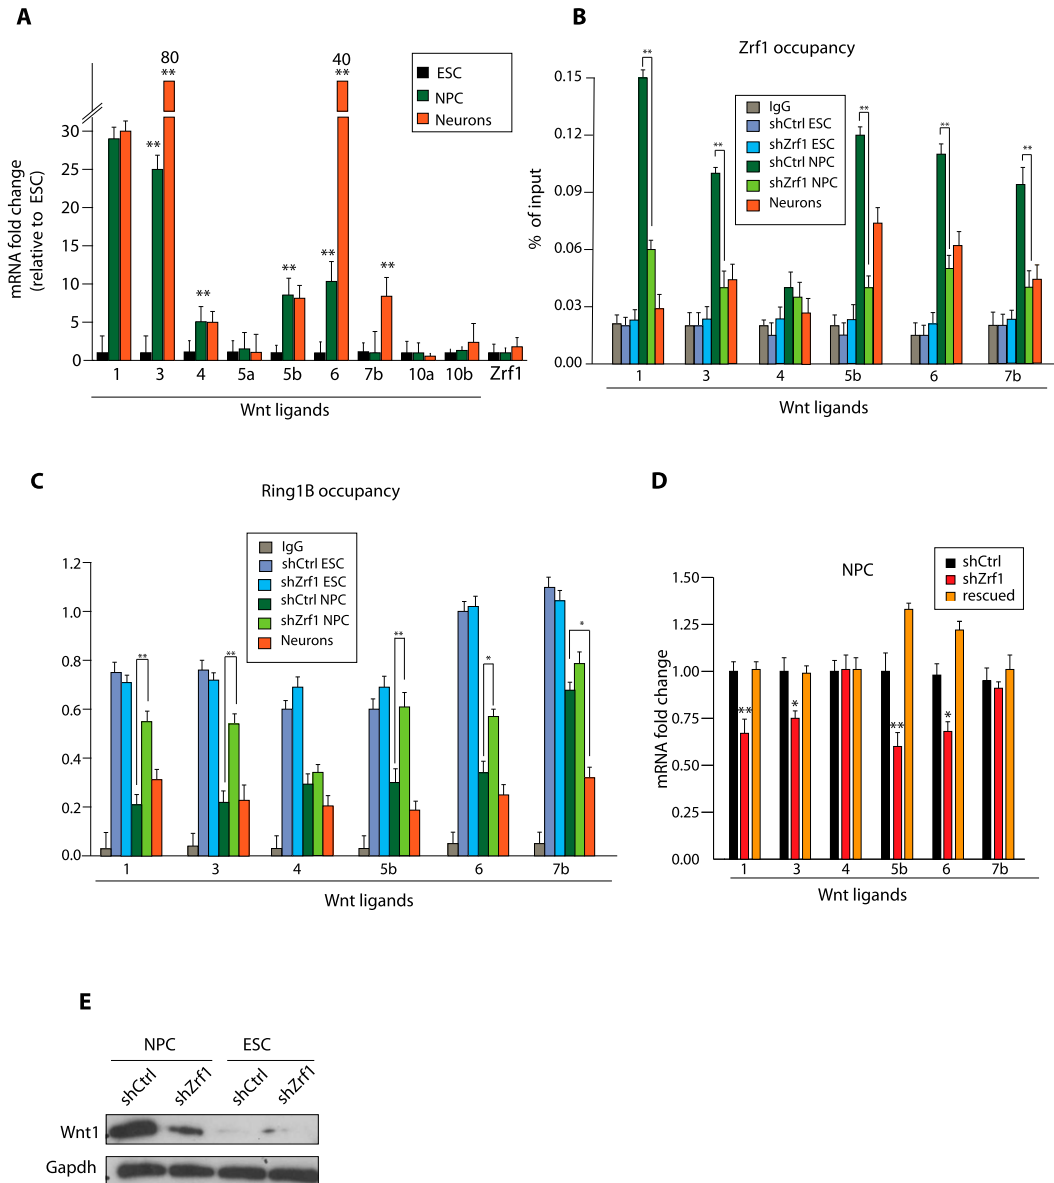 A
80
**
40
**
ESC
NPC
Neurons
mRNA fold change
(relative to ESC)
30
25
20
15
10
5
0
**
**
**
**
**
1 3 4 5a 5b 6 7b 10a 10b Zrf1
Wnt ligands
B
Zrf1 occupancy
IgG
shCtrl ESC
shZrf1 ESC
shCtrl NPC
shZrf1 NPC
Neurons
% of input
0.15
0.12
0.09
0.06
0.03
0.00
**
**
**
**
**
1 3 4 5b 6 7b
Wnt ligands
C
Ring1B occupancy
IgG
shCtrl ESC
shZrf1 ESC
shCtrl NPC
shZrf1 NPC
Neurons
1.2
1.0
0.8
0.6
0.4
0.2
0.0
**
**
**
*
*
1 3 4 5b 6 7b
Wnt ligands
D
NPC
shCtrl
shZrf1
rescued
mRNA fold change
1.50
1.25
1.00
0.75
0.50
0.25
0.00
**
*
**
*
1 3 4 5b 6 7b
Wnt ligands
E
NPC ESC
shCtrl shZrf1 shCtrl shZrf1
Wnt1
Gapdh